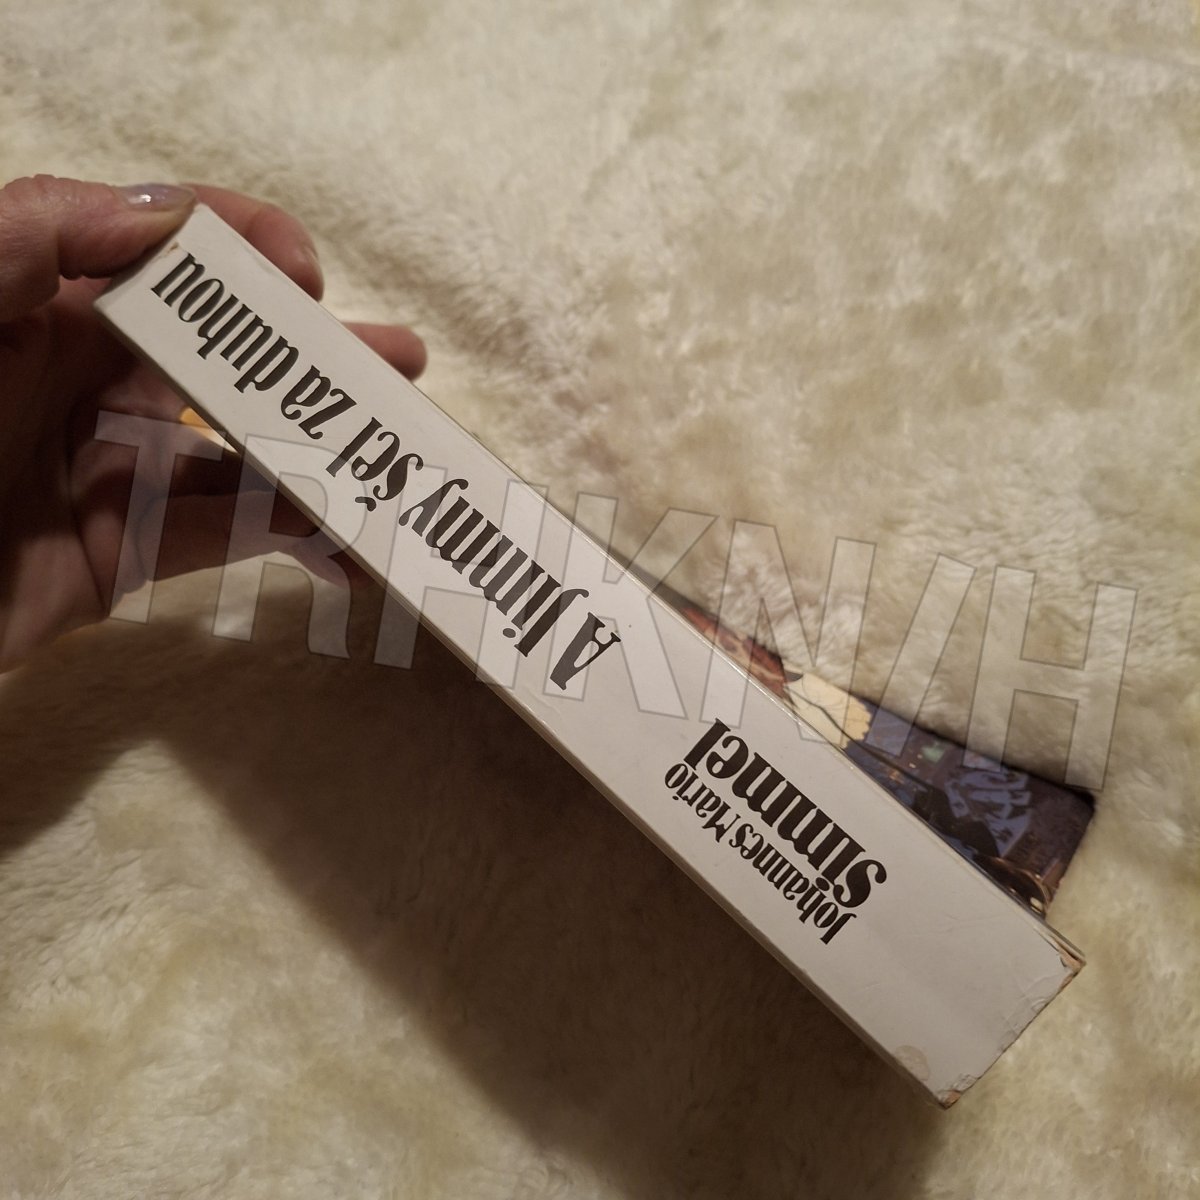 Johannes Mario
Simmel
A Jimmy šel za duhou
TRHKNIH